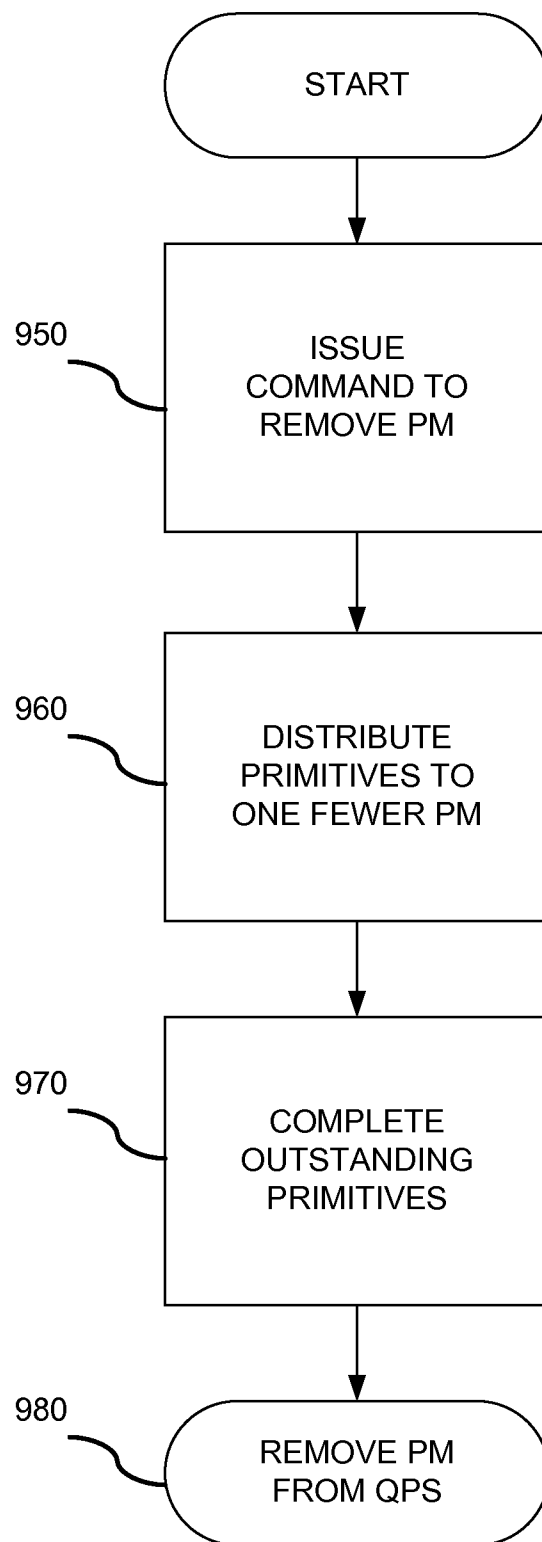 START
950
ISSUE
COMMAND TO
REMOVE PM
960
DISTRIBUTE
PRIMITIVES TO
ONE FEWER PM
970
COMPLETE
OUTSTANDING
PRIMITIVES
980
REMOVE PM
FROM QPS